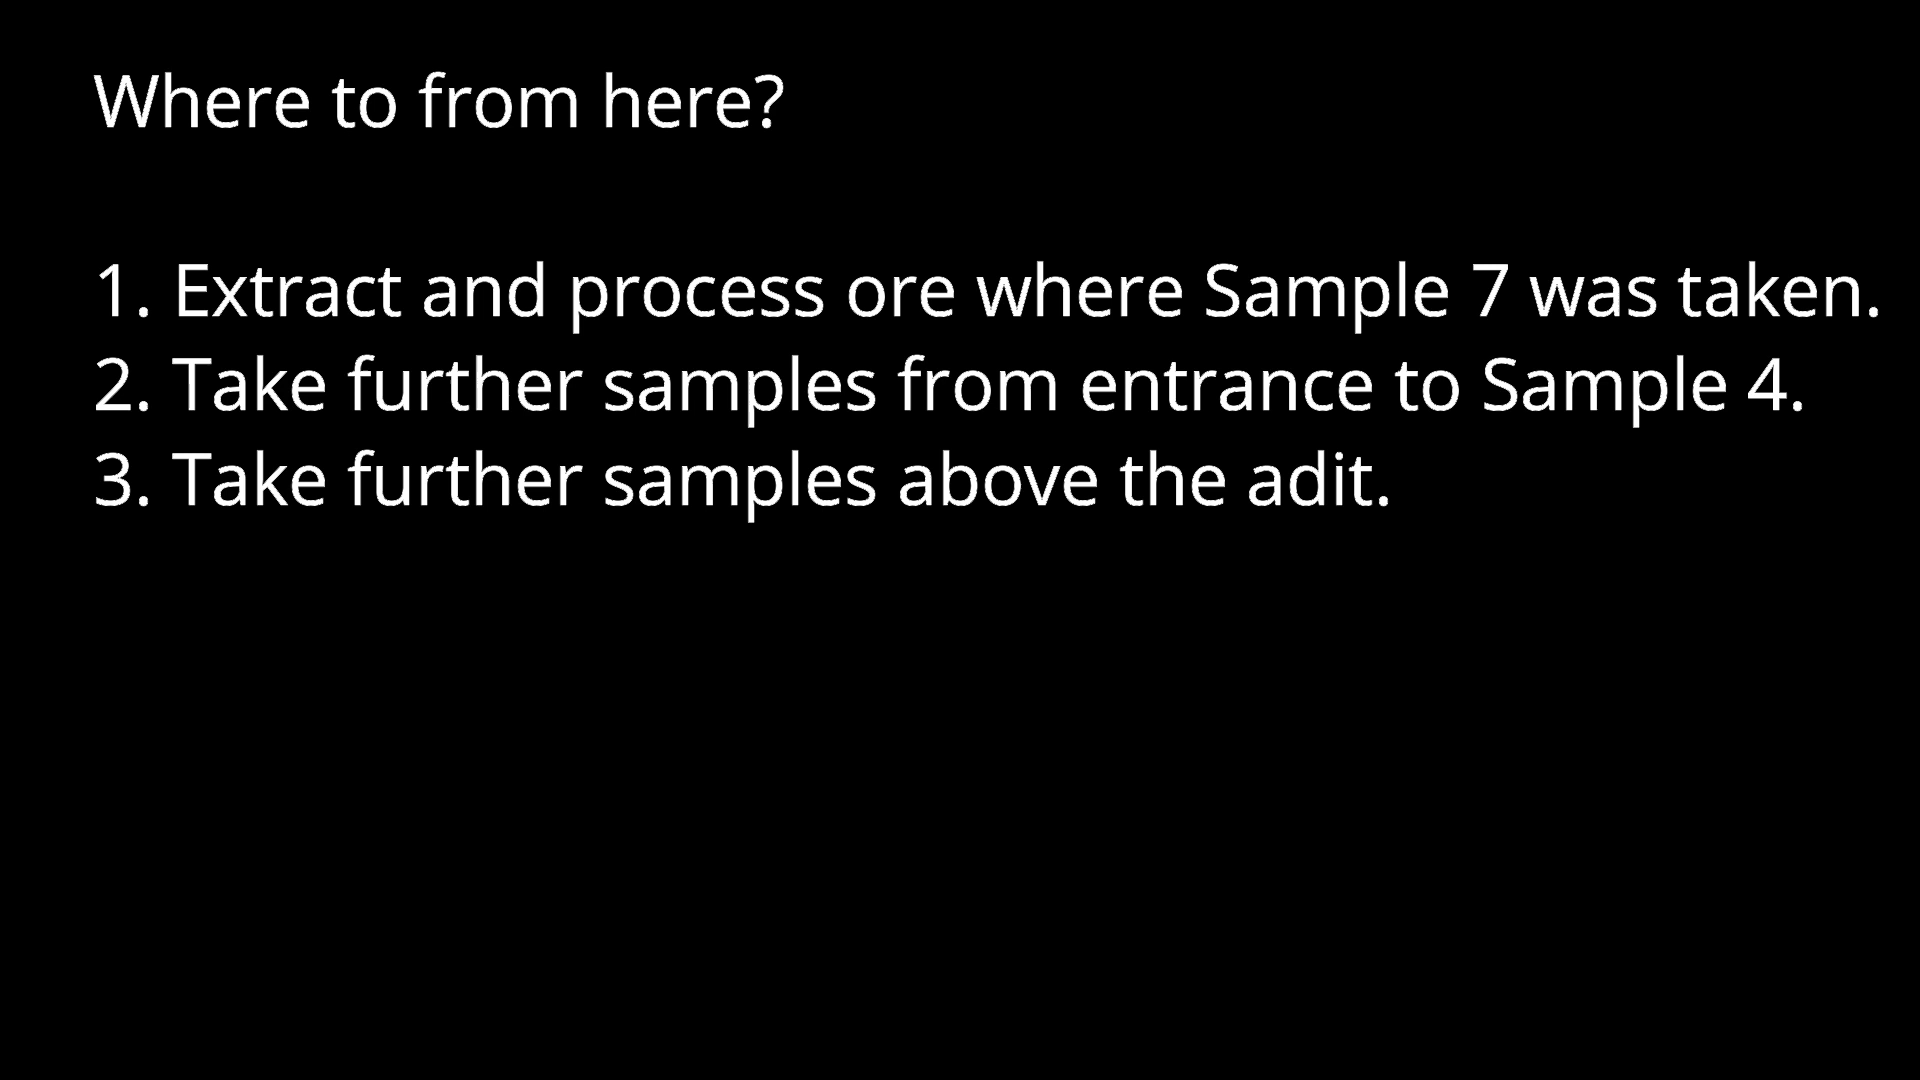 Where to from here?
1. Extract and process ore where Sample 7 was taken.
2. Take further samples from entrance to Sample 4.
3. Take further samples above the adit.